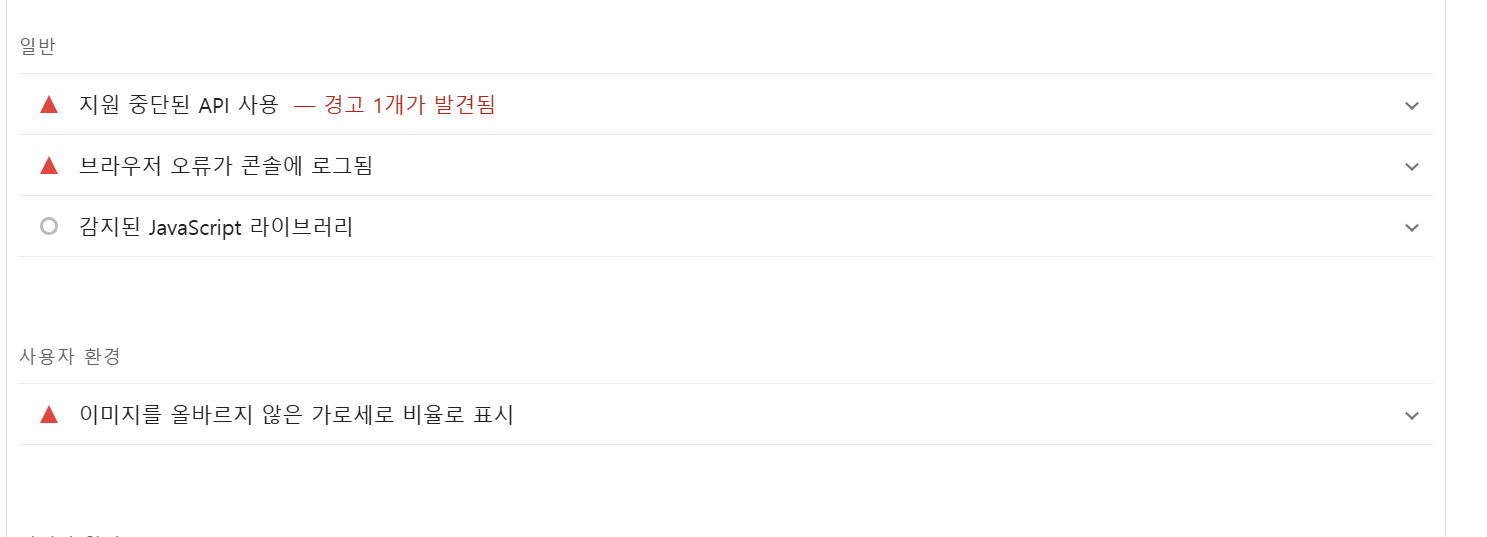 일반
지원 중단된 API 사용 — 경고 1개가 발견됨
브라우저 오류가 콘솔에 로그됨
감지된 JavaScript 라이브러리
사용자 환경
이미지를 올바르지 않은 가로세로 비율로 표시